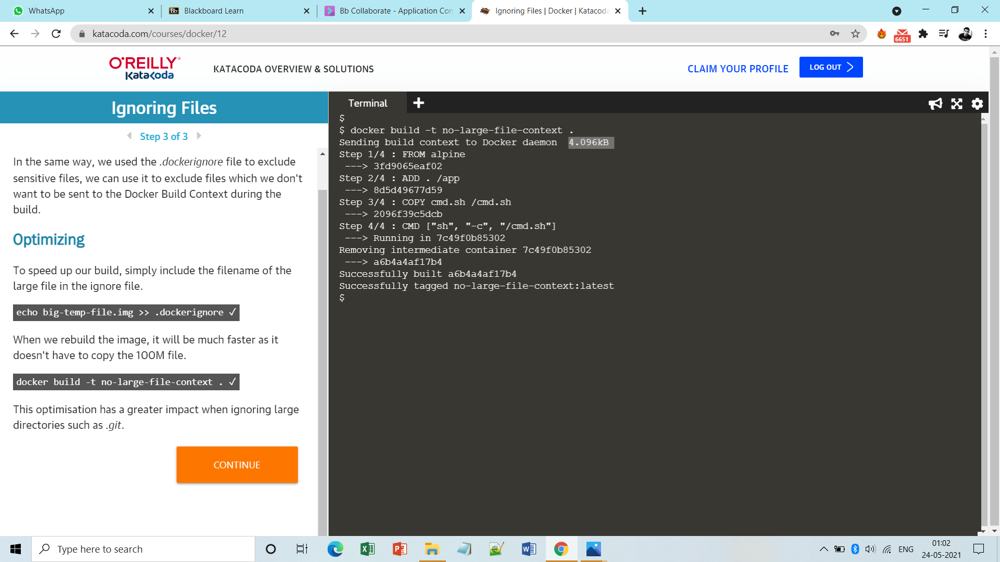 WhatsApp
Blackboard Learn
Bb Collaborate - Application Con
Ignoring Files | Docker | Katacoda
katacoda.com/courses/docker/12
6651
O'REILLY®
Katacoda
KATACODA OVERVIEW & SOLUTIONS
CLAIM YOUR PROFILE
LOG OUT
Ignoring Files
Step 3 of 3
In the same way, we used the .dockerignore file to exclude
sensitive files, we can use it to exclude files which we don't
want to be sent to the Docker Build Context during the
build.
Optimizing
To speed up our build, simply include the filename of the
large file in the ignore file.
echo big-temp-file.img >> .dockerignore ✓
When we rebuild the image, it will be much faster as it
doesn't have to copy the 100M file.
docker build -t no-large-file-context . ✓
This optimisation has a greater impact when ignoring large
directories such as .git.
CONTINUE
Terminal
$
$ docker build -t no-large-file-context .
Sending build context to Docker daemon  4.096kB
Step 1/4 : FROM alpine
 ---> 3fd9065eaf02
Step 2/4 : ADD . /app
 ---> 8d5d49677d59
Step 3/4 : COPY cmd.sh /cmd.sh
 ---> 2096f39c5dcb
Step 4/4 : CMD ["sh", "-c", "/cmd.sh"]
 ---> Running in 7c49f0b85302
Removing intermediate container 7c49f0b85302
 ---> a6b4a4af17b4
Successfully built a6b4a4af17b4
Successfully tagged no-large-file-context:latest
$
Type here to search
ENG
01:02
24-05-2021